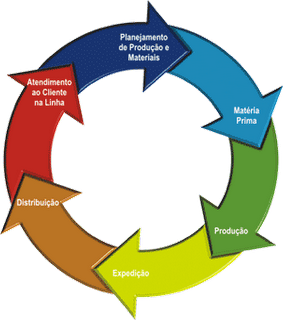 Planejamento
de Produção e
Materiais
Matéria
Prima
Produção
Expedição
Distribuição
Atendimento
ao Cliente
na Linha